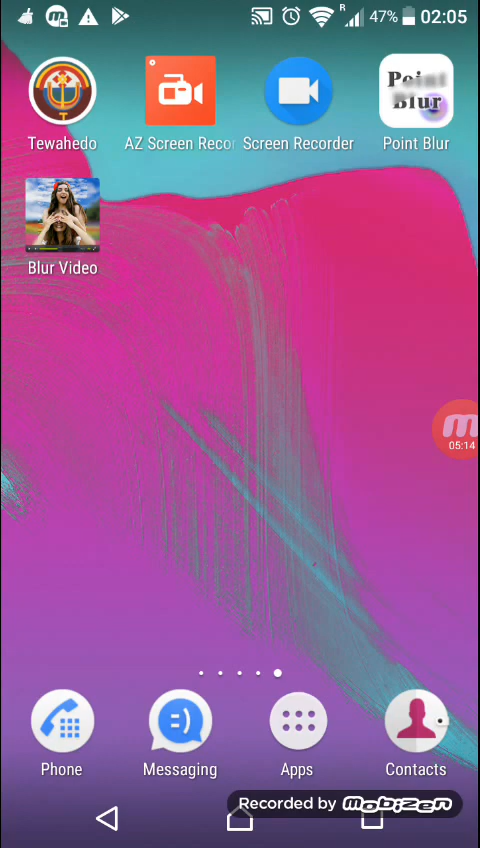 R 47% 02:05
Point
Blur
Tewahedo AZ Screen Reco Screen Recorder Point Blur
Blur Video
05:14
Phone Messaging Apps Contacts
Recorded by Mobizen